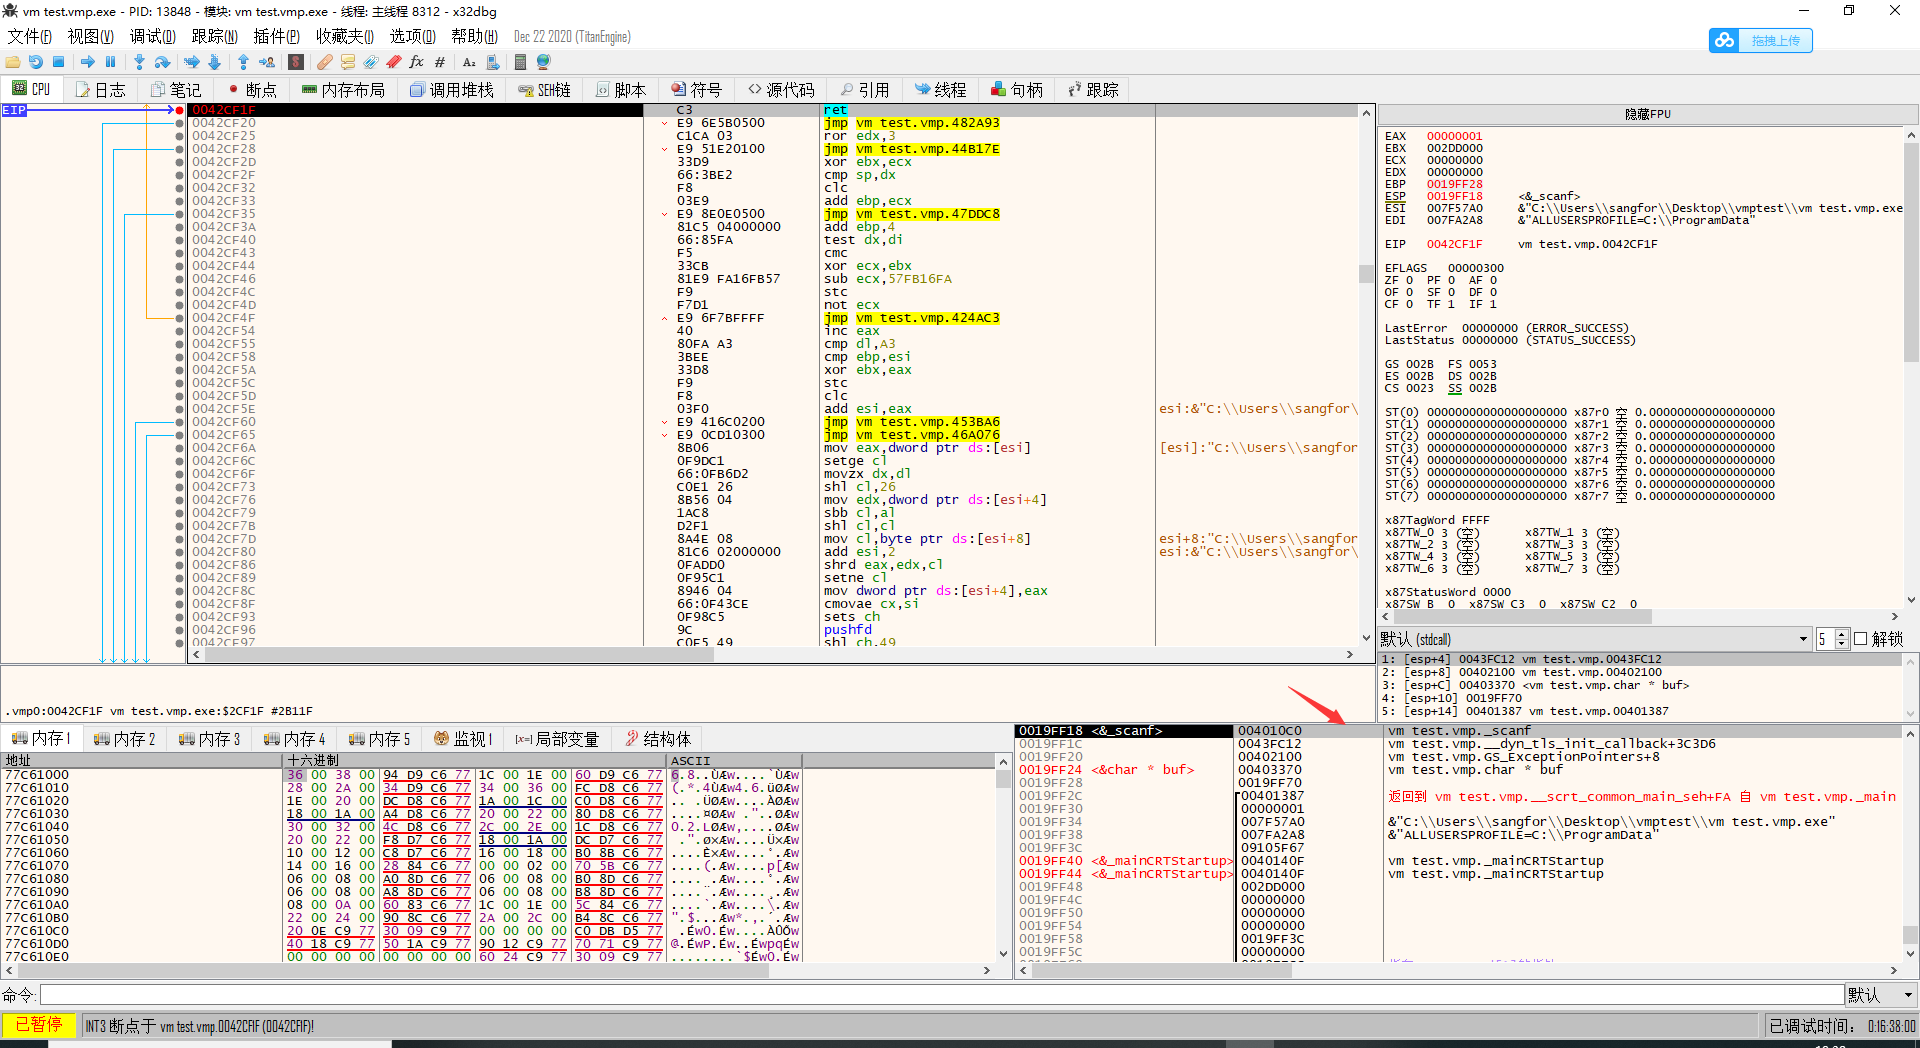 vm test.vmp.exe - PID: 13848 - 模块: vm test.vmp.exe - 线程: 主线程 8312 - x32dbg
文件(F) 视图(V) 调试(D) 跟踪(N) 插件(P) 收藏夹(I) 选项(O) 帮助(H) Dec 22 2020 (TitanEngine)
拖拽上传
CPU 日志 笔记 断点 内存布局 调用堆栈 SEH链 脚本 符号 源代码 引用 线程 句柄 跟踪
EIP
0042CF1F C3 ret
0042CF20 E9 6E5B0500 jmp vm test.vmp.482A93
0042CF25 C1CA 03 ror edx,3
0042CF28 E9 51E20100 jmp vm test.vmp.44B17E
0042CF2D 33D9 xor ebx,ecx
0042CF2F 66:3BE2 cmp sp,dx
0042CF32 F8 clc
0042CF33 03E9 add ebp,ecx
0042CF35 E9 8E0E0500 jmp vm test.vmp.47DDC8
0042CF3A 81C5 04000000 add ebp,4
0042CF40 66:85FA test dx,di
0042CF43 F5 cmc
0042CF44 33CB xor ecx,ebx
0042CF46 81E9 FA16FB57 sub ecx,57FB16FA
0042CF4C F9 stc
0042CF4D F7D1 not ecx
0042CF4F E9 6F7BFFFF jmp vm test.vmp.424AC3
0042CF54 40 inc eax
0042CF55 80FA A3 cmp dl,A3
0042CF58 3BEE cmp ebp,esi
0042CF5A 33D8 xor ebx,eax
0042CF5C F9 stc
0042CF5D F8 clc
0042CF5E 03F0 add esi,eax esi:&"C:\\Users\\sangfor\
0042CF60 E9 416C0200 jmp vm test.vmp.453BA6
0042CF65 E9 0CD10300 jmp vm test.vmp.46A076
0042CF6A 8B06 mov eax,dword ptr ds:[esi] [esi]:"C:\\Users\\sangfor
0042CF6C 0F9DC1 setge cl
0042CF6F 66:0FB6D2 movzx dx,dl
0042CF73 C0E1 26 shl cl,26
0042CF76 8B56 04 mov edx,dword ptr ds:[esi+4]
0042CF79 1AC8 sbb cl,al
0042CF7B D2F1 shl cl,cl
0042CF7D 8A4E 08 mov cl,byte ptr ds:[esi+8] esi+8:"C:\\Users\\sangfor
0042CF80 81C6 02000000 add esi,2 esi:&"C:\\Users\\sangfor\
0042CF86 0FADD0 shrd eax,edx,cl
0042CF89 0F95C1 setne cl
0042CF8C 8946 04 mov dword ptr ds:[esi+4],eax
0042CF8F 66:0F43CE cmovae cx,si
0042CF93 0F98C5 sets ch
0042CF96 9C pushfd
0042CF97 C0F5 49 shl ch,49
.vmp0:0042CF1F vm test.vmp.exe:$2CF1F #2B11F
隐藏FPU
EAX 00000001
EBX 002DD000
ECX 00000000
EDX 00000000
EBP 0019FF28
ESP 0019FF18 <&_scanf>
ESI 007F57A0 &"C:\\Users\\sangfor\\Desktop\\vmptest\\vm test.vmp.exe
EDI 007FA2A8 &"ALLUSERSPROFILE=C:\\ProgramData"
EIP 0042CF1F vm test.vmp.0042CF1F
EFLAGS 00000300
ZF 0 PF 0 AF 0
OF 0 SF 0 DF 0
CF 0 TF 1 IF 1
LastError 00000000 (ERROR_SUCCESS)
LastStatus 00000000 (STATUS_SUCCESS)
GS 002B FS 0053
ES 002B DS 002B
CS 0023 SS 002B
ST(0) 00000000000000000000 x87r0 空 0.000000000000000000
ST(1) 00000000000000000000 x87r1 空 0.000000000000000000
ST(2) 00000000000000000000 x87r2 空 0.000000000000000000
ST(3) 00000000000000000000 x87r3 空 0.000000000000000000
ST(4) 00000000000000000000 x87r4 空 0.000000000000000000
ST(5) 00000000000000000000 x87r5 空 0.000000000000000000
ST(6) 00000000000000000000 x87r6 空 0.000000000000000000
ST(7) 00000000000000000000 x87r7 空 0.000000000000000000
x87TagWord FFFF
x87TW_0 3 (空) x87TW_1 3 (空)
x87TW_2 3 (空) x87TW_3 3 (空)
x87TW_4 3 (空) x87TW_5 3 (空)
x87TW_6 3 (空) x87TW_7 3 (空)
x87StatusWord 0000
x87SW_B 0 x87SW_C3 0 x87SW_C2 0
默认 (stdcall) 5 解锁
1: [esp+4] 0043FC12 vm test.vmp.0043FC12
2: [esp+8] 00402100 vm test.vmp.00402100
3: [esp+C] 00403370 <vm test.vmp.char * buf>
4: [esp+10] 0019FF70
5: [esp+14] 00401387 vm test.vmp.00401387
内存1 内存2 内存3 内存4 内存5 监视1 [x=]局部变量 结构体
地址 十六进制 ASCII
77C61000 36 00 38 00 94 D9 C6 77 1C 00 1E 00 60 D9 C6 77 6.8..ÙÆw....`ÙÆw
77C61010 28 00 2A 00 34 D9 C6 77 34 00 36 00 FC D8 C6 77 (.*.4ÙÆw4.6.üØÆw
77C61020 1E 00 20 00 DC D8 C6 77 1A 00 1C 00 C0 D8 C6 77 .. .ÜØÆw....ÀØÆw
77C61030 18 00 1A 00 A4 D8 C6 77 20 00 22 00 80 D8 C6 77 ....¤ØÆw ."..ØÆw
77C61040 30 00 32 00 4C D8 C6 77 2C 00 2E 00 1C D8 C6 77 0.2.LØÆw,....ØÆw
77C61050 20 00 22 00 F8 D7 C6 77 18 00 1A 00 DC D7 C6 77 .".ø×Æw....Ü×Æw
77C61060 10 00 12 00 C8 D7 C6 77 16 00 18 00 B0 8B C6 77 ....È×Æw....°.Æw
77C61070 14 00 16 00 28 84 C6 77 00 00 02 00 70 5B C6 77 ....(.Æw....p[Æw
77C61080 06 00 08 00 A0 8D C6 77 06 00 08 00 B0 8D C6 77 .... .Æw....°.Æw
77C61090 06 00 08 00 A8 8D C6 77 06 00 08 00 B8 8D C6 77 ....¨.Æw....¸.Æw
77C610A0 08 00 0A 00 60 83 C6 77 1C 00 1E 00 5C 84 C6 77 ....`.Æw....\.Æw
77C610B0 22 00 24 00 90 8C C6 77 2A 00 2C 00 B4 8C C6 77 ".$...Æw*.,.´.Æw
77C610C0 20 0E C9 77 30 09 C9 77 00 00 00 00 C0 DB D5 77 .Éw0.Éw....ÀÛÕw
77C610D0 40 18 C9 77 50 1A C9 77 90 12 C9 77 70 71 C9 77 @.ÉwP.Éw..ÉwpqÉw
77C610E0 00 00 00 00 00 00 00 00 60 24 C9 77 30 09 C9 77 ........`$Éw0.Éw
0019FF18 <&_scanf> 004010C0 vm test.vmp._scanf
0019FF1C 0043FC12 vm test.vmp.__dyn_tls_init_callback+3C3D6
0019FF20 00402100 vm test.vmp.GS_ExceptionPointers+8
0019FF24 <&char * buf> 00403370 vm test.vmp.char * buf
0019FF28 0019FF70
0019FF2C 00401387 返回到 vm test.vmp.__scrt_common_main_seh+FA 自 vm test.vmp._main
0019FF30 00000001
0019FF34 007F57A0 &"C:\\Users\\sangfor\\Desktop\\vmptest\\vm test.vmp.exe"
0019FF38 007FA2A8 &"ALLUSERSPROFILE=C:\\ProgramData"
0019FF3C 09105F67
0019FF40 <&_mainCRTStartup> 0040140F vm test.vmp._mainCRTStartup
0019FF44 <&_mainCRTStartup> 0040140F vm test.vmp._mainCRTStartup
0019FF48 002DD000
0019FF4C 00000000
0019FF50 00000000
0019FF54 00000000
0019FF58 0019FF3C
0019FF5C 00000000
命令: 默认
已暂停 INT3 断点于 vm test.vmp.0042CF1F (0042CF1F)! 已调试时间: 0:16:38:00